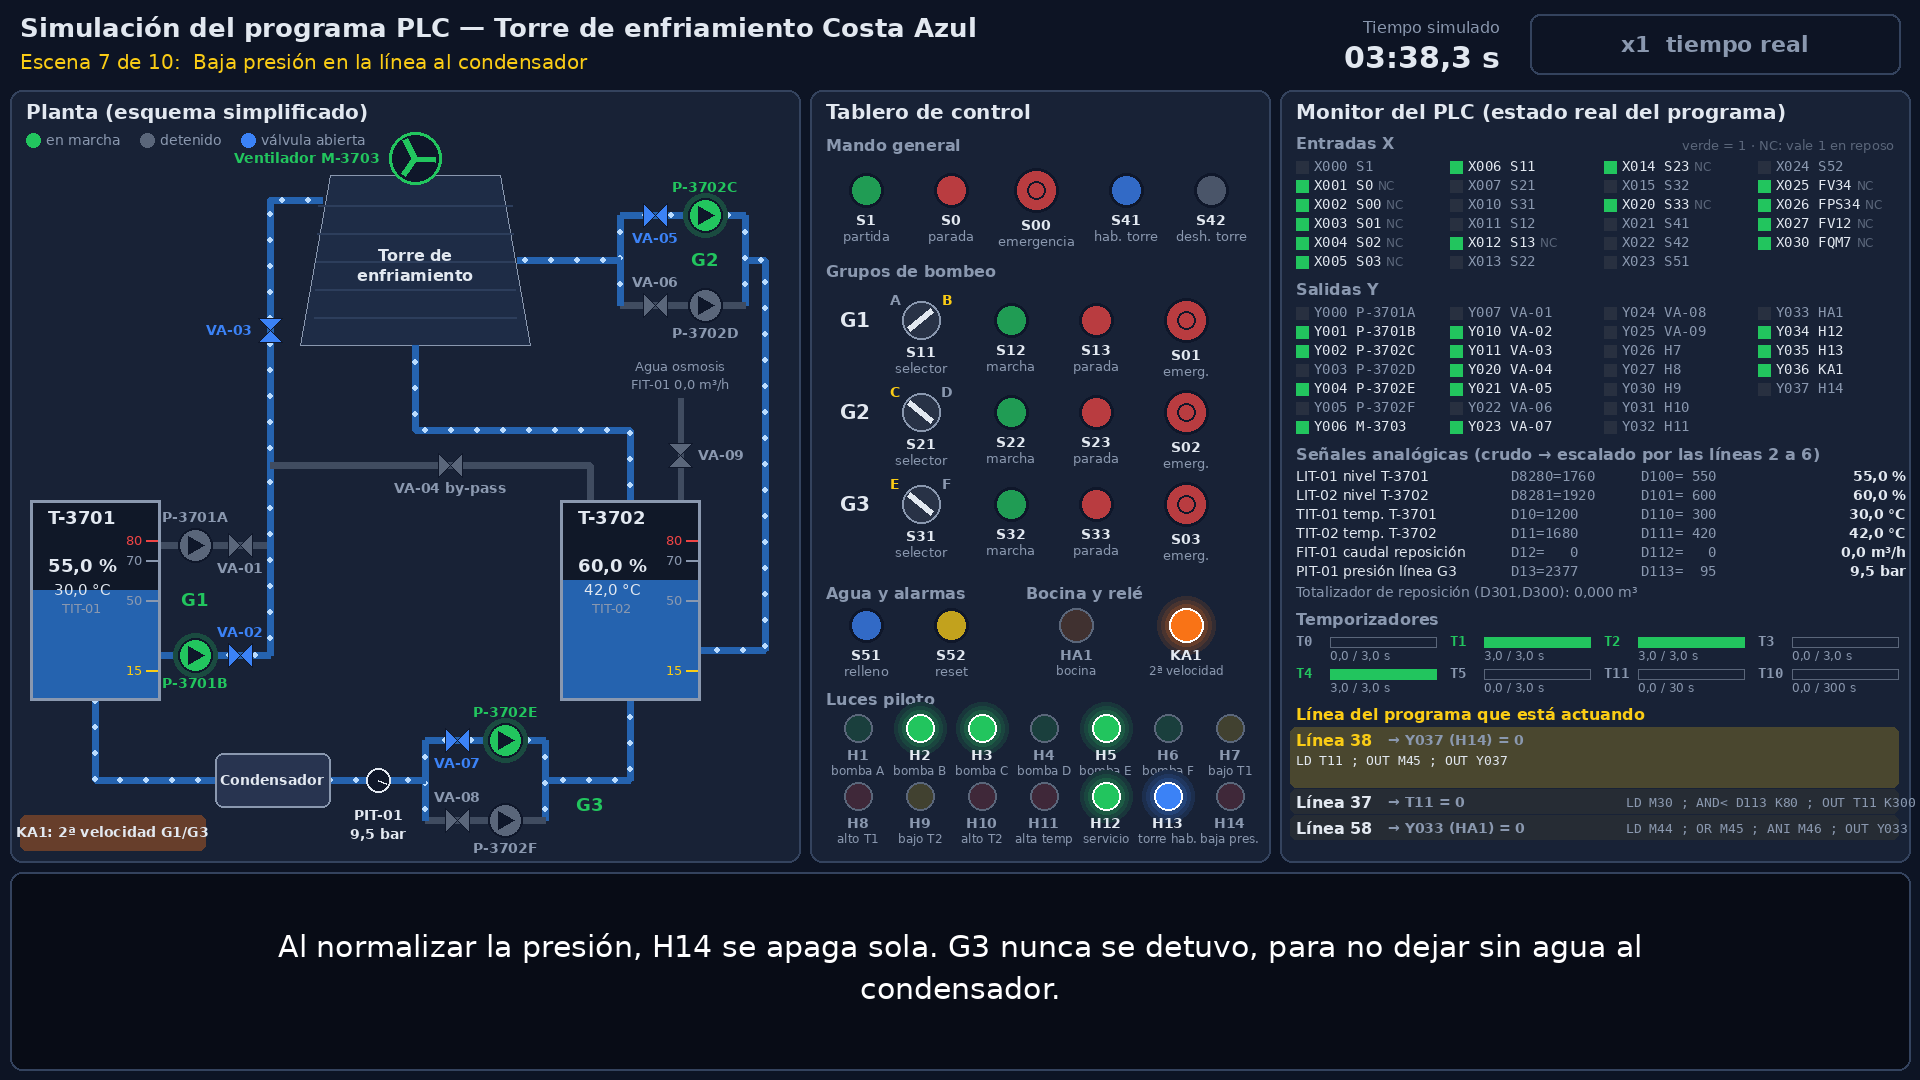 Simulación del programa PLC — Torre de enfriamiento Costa Azul
Escena 7 de 10:  Baja presión en la línea al condensador
Tiempo simulado
03:38,3 s
x1  tiempo real
Planta (esquema simplificado)
en marcha
detenido
válvula abierta
Ventilador M-3703
Torre de
enfriamiento
P-3702C
VA-05
G2
VA-06
P-3702D
VA-03
Agua osmosis
FIT-01 0,0 m³/h
VA-09
VA-04 by-pass
T-3701
80
70
55,0 %
30,0 °C
TIT-01
50
15
P-3701A
VA-01
G1
VA-02
P-3701B
T-3702
80
70
60,0 %
42,0 °C
TIT-02
50
15
P-3702E
VA-07
VA-08
G3
P-3702F
Condensador
PIT-01
9,5 bar
KA1: 2ª velocidad G1/G3
Tablero de control
Mando general
S1
partida
S0
parada
S00
emergencia
S41
hab. torre
S42
desh. torre
Grupos de bombeo
G1
A
B
S11
selector
S12
marcha
S13
parada
S01
emerg.
G2
C
D
S21
selector
S22
marcha
S23
parada
S02
emerg.
G3
E
F
S31
selector
S32
marcha
S33
parada
S03
emerg.
Agua y alarmas
Bocina y relé
S51
relleno
S52
reset
HA1
bocina
KA1
2ª velocidad
Luces piloto
H1
bomba A
H2
bomba B
H3
bomba C
H4
bomba D
H5
bomba E
H6
bomba F
H7
bajo T1
H8
alto T1
H9
bajo T2
H10
alto T2
H11
alta temp
H12
servicio
H13
torre hab.
H14
baja pres.
Monitor del PLC (estado real del programa)
Entradas X
verde = 1 · NC: vale 1 en reposo
X000 S1
X006 S11
X014 S23 NC
X024 S52
X001 S0 NC
X007 S21
X015 S32
X025 FV34 NC
X002 S00 NC
X010 S31
X020 S33 NC
X026 FPS34 NC
X003 S01 NC
X011 S12
X021 S41
X027 FV12 NC
X004 S02 NC
X012 S13 NC
X022 S42
X030 FQM7 NC
X005 S03 NC
X013 S22
X023 S51
Salidas Y
Y000 P-3701A
Y007 VA-01
Y024 VA-08
Y033 HA1
Y001 P-3701B
Y010 VA-02
Y025 VA-09
Y034 H12
Y002 P-3702C
Y011 VA-03
Y026 H7
Y035 H13
Y003 P-3702D
Y020 VA-04
Y027 H8
Y036 KA1
Y004 P-3702E
Y021 VA-05
Y030 H9
Y037 H14
Y005 P-3702F
Y022 VA-06
Y031 H10
Y006 M-3703
Y023 VA-07
Y032 H11
Señales analógicas (crudo → escalado por las líneas 2 a 6)
LIT-01 nivel T-3701 D8280=1760 D100= 550 55,0 %
LIT-02 nivel T-3702 D8281=1920 D101= 600 60,0 %
TIT-01 temp. T-3701 D10=1200 D110= 300 30,0 °C
TIT-02 temp. T-3702 D11=1680 D111= 420 42,0 °C
FIT-01 caudal reposición D12=   0 D112=   0 0,0 m³/h
PIT-01 presión línea G3 D13=2377 D113=  95 9,5 bar
Totalizador de reposición (D301,D300): 0,000 m³
Temporizadores
T0
0,0 / 3,0 s
T1
3,0 / 3,0 s
T2
3,0 / 3,0 s
T3
0,0 / 3,0 s
T4
3,0 / 3,0 s
T5
0,0 / 3,0 s
T11
0,0 / 30 s
T10
0,0 / 300 s
Línea del programa que está actuando
Línea 38 → Y037 (H14) = 0
LD T11 ; OUT M45 ; OUT Y037
Línea 37 → T11 = 0 LD M30 ; AND< D113 K80 ; OUT T11 K300
Línea 58 → Y033 (HA1) = 0 LD M44 ; OR M45 ; ANI M46 ; OUT Y033
Al normalizar la presión, H14 se apaga sola. G3 nunca se detuvo, para no dejar sin agua al
condensador.